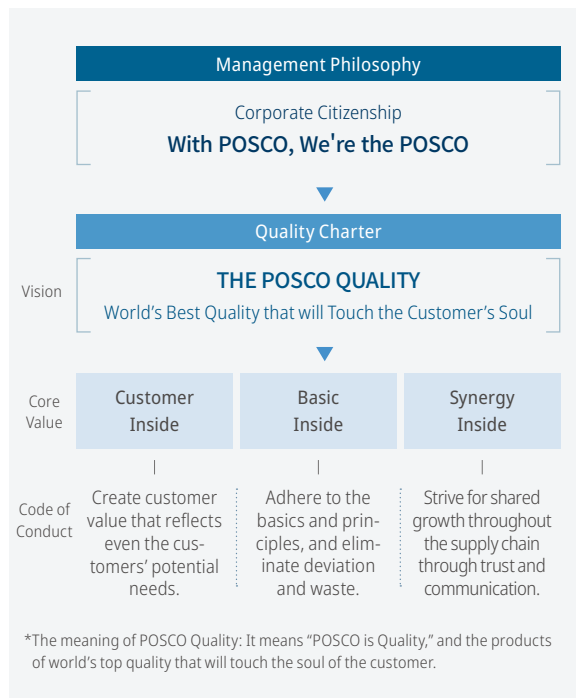 Management Philosophy
Corporate Citizenship
With POSCO, We're the POSCO
Quality Charter
Vision
THE POSCO QUALITY
World's Best Quality that will Touch the Customer's Soul
Core
Value
Customer
Inside
Basic
Inside
Synergy
Inside
Code of
Conduct
Create customer
value that reflects
even the cus-
tomers' potential
needs.
Adhere to the
basics and prin-
ciples, and elim-
inate deviation
and waste.
Strive for shared
growth throughout
the supply chain
through trust and
communication.
*The meaning of POSCO Quality: It means “POSCO is Quality,” and the products
of world's top quality that will touch the soul of the customer.